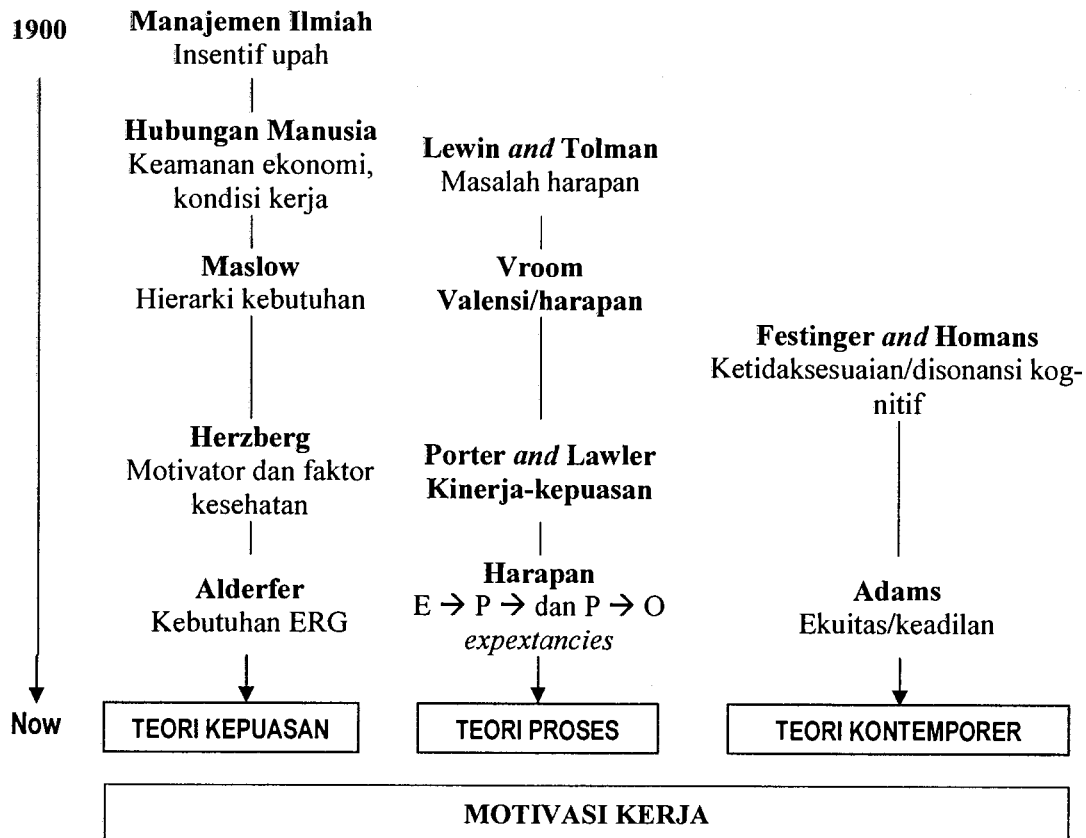 1900
Manajemen Ilmiah
Insentif upah
Hubungan Manusia
Keamanan ekonomi,
kondisi kerja
Maslow
Hierarki kebutuhan
Herzberg
Motivator dan faktor
kesehatan
Alderfer
Kebutuhan ERG
Lewin and Tolman
Masalah harapan
Vroom
Valensi/harapan
Porter and Lawler
Kinerja-kepuasan
Harapan
E → P → dan P → O
expextancies
Festinger and Homans
Ketidaksesuaian/disonansi kog-
nitif
Adams
Ekuitas/keadilan
Now
TEORI KEPUASAN
TEORI PROSES
TEORI KONTEMPORER
MOTIVASI KERJA